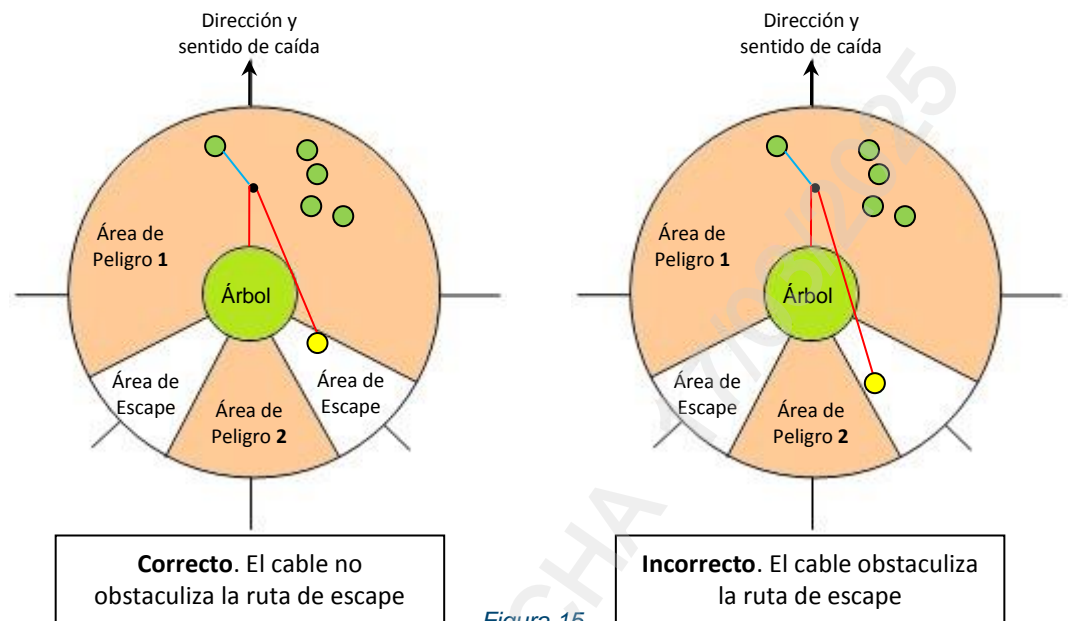 Dirección y
sentido de caída
Área de
Peligro 1
Árbol
Área de
Escape
Área de
Peligro 2
Área de
Escape
Correcto. El cable no
obstaculiza la ruta de escape
Dirección y
sentido de caída
Área de
Peligro 1
Árbol
Área de
Escape
Área de
Peligro 2
Incorrecto. El cable obstaculiza
la ruta de escape
Figura 15